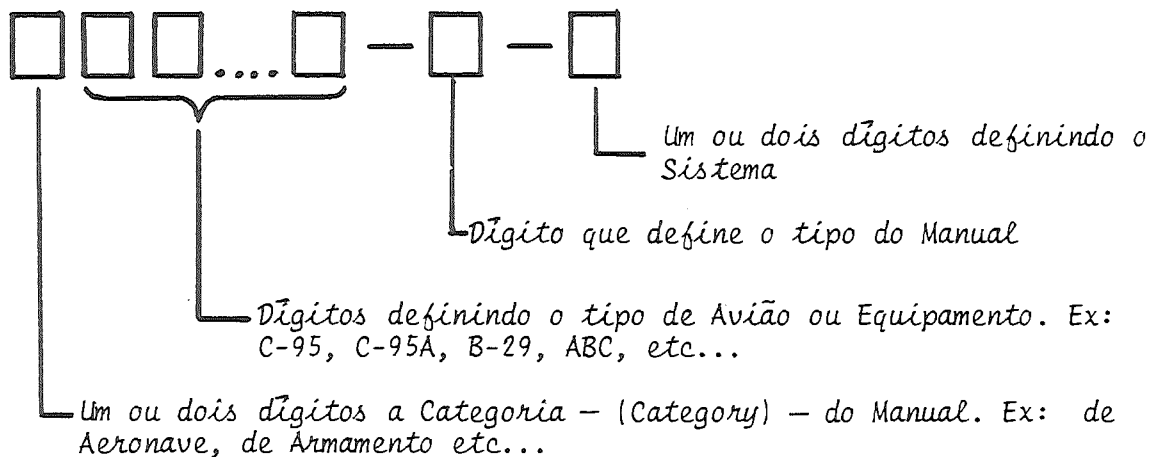 Um ou dois dígitos definindo o
Sistema
Dígito que define o tipo do Manual
Dígitos definindo o tipo de Avião ou Equipamento. Ex:
C-95, C-95A, B-29, ABC, etc...
Um ou dois dígitos a Categoria — (Category) — do Manual. Ex: de
Aeronave, de Armamento etc...